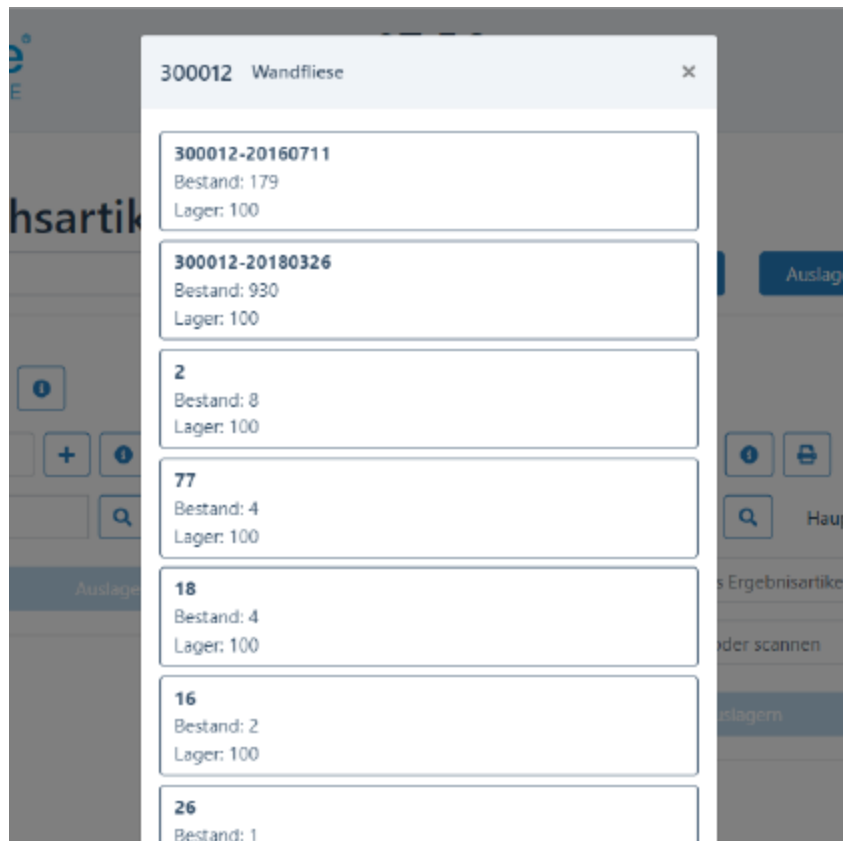 300012 Wandfliese ×
300012-20160711
Bestand: 179
Lager: 100
hsartik
300012-20180326
Bestand: 930
Lager: 100
Auslag
2
Bestand: 8
Lager: 100
77
Bestand: 4
Lager: 100
Hau
Auslage
18
Bestand: 4
Lager: 100
s Ergebnisartike
oder scannen
16
Bestand: 2
Lager: 100
uslagern
26
Bestand: 1